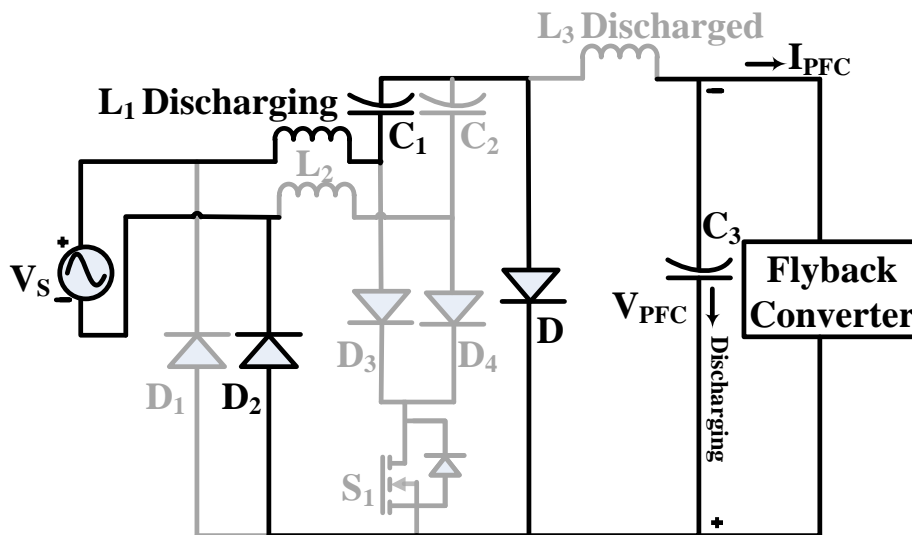 L3 Discharged
IPFC
L1 Discharging
C1
C2
L2
+
VS
-
D1
D2
D3
D4
D
S1
-
C3
VPFC
Discharging
+
Flyback
Converter